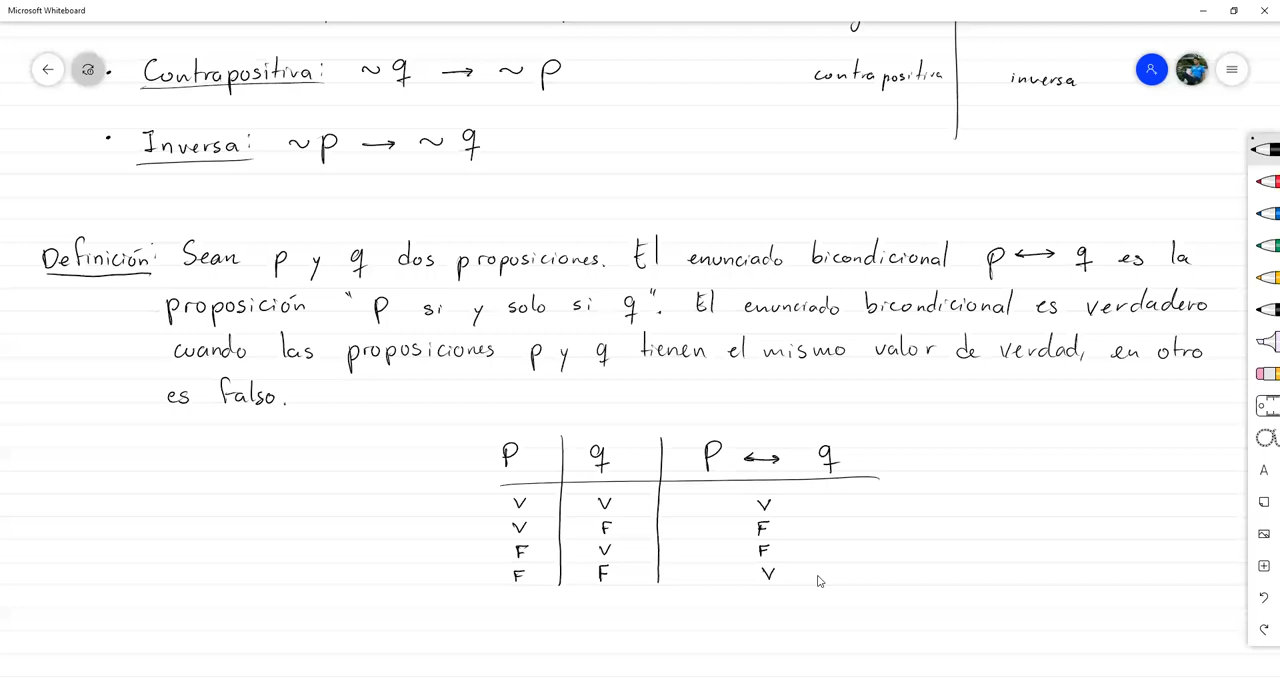 Microsoft Whiteboard
• Contrapositiva: ~ q → ~ p
contrapositiva
inversa
• Inversa: ~ p → ~ q
Definición: Sean p y q dos proposiciones. El enunciado bicondicional p ↔ q es la
proposición " p si y solo si q ". El enunciado bicondicional es verdadero
cuando las proposiciones p y q tienen el mismo valor de verdad, en otro
es falso.
P q P ↔ q
V V V
V F F
F V F
F F V
A